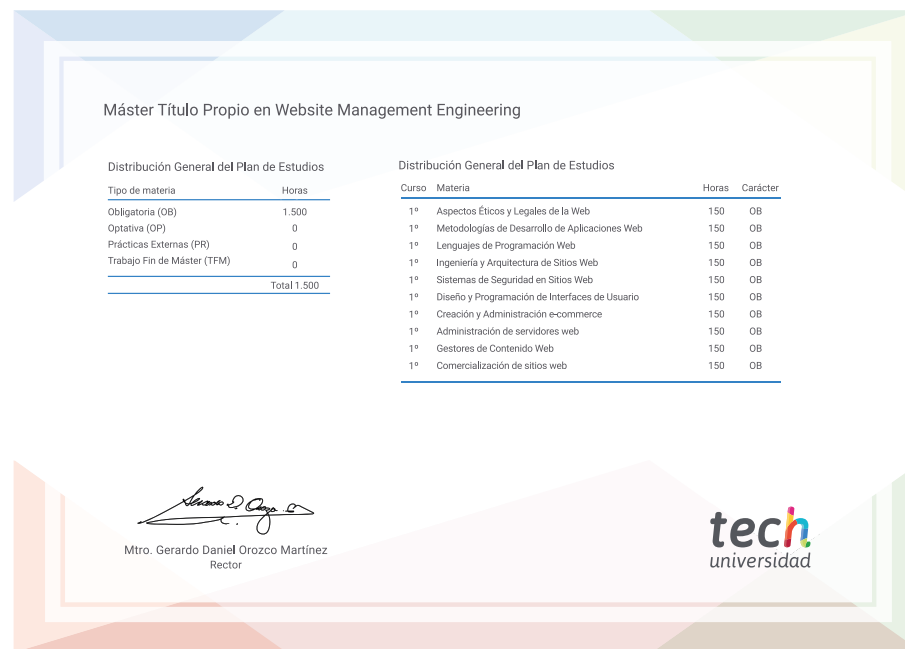 Máster Título Propio en Website Management Engineering
Distribución General del Plan de Estudios
Tipo de materia Horas
Obligatoria (OB) 1.500
Optativa (OP) 0
Prácticas Externas (PR) 0
Trabajo Fin de Máster (TFM) 0
Total 1.500
Distribución General del Plan de Estudios
Curso Materia Horas Carácter
1º Aspectos Éticos y Legales de la Web 150 OB
1º Metodologías de Desarrollo de Aplicaciones Web 150 OB
1º Lenguajes de Programación Web 150 OB
1º Ingeniería y Arquitectura de Sitios Web 150 OB
1º Sistemas de Seguridad en Sitios Web 150 OB
1º Diseño y Programación de Interfaces de Usuario 150 OB
1º Creación y Administración e-commerce 150 OB
1º Administración de servidores web 150 OB
1º Gestores de Contenido Web 150 OB
1º Comercialización de sitios web 150 OB
Mtro. Gerardo Daniel Orozco Martínez
Rector
tech
universidad